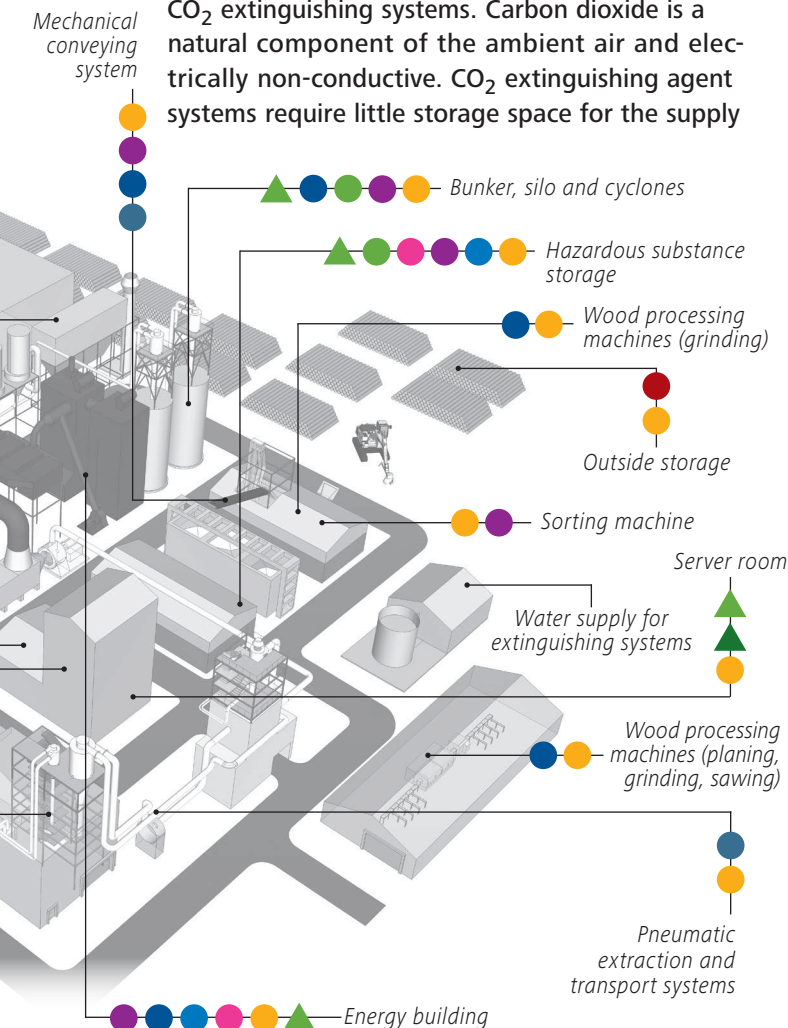 Mechanical
conveying
system
CO₂ extinguishing systems. Carbon dioxide is a
natural component of the ambient air and elec-
trically non-conductive. CO₂ extinguishing agent
systems require little storage space for the supply
Bunker, silo and cyclones
Hazardous substance
storage
Wood processing
machines (grinding)
Outside storage
Sorting machine
Server room
Water supply for
extinguishing systems
Wood processing
machines (planing,
grinding, sawing)
Pneumatic
extraction and
transport systems
Energy building